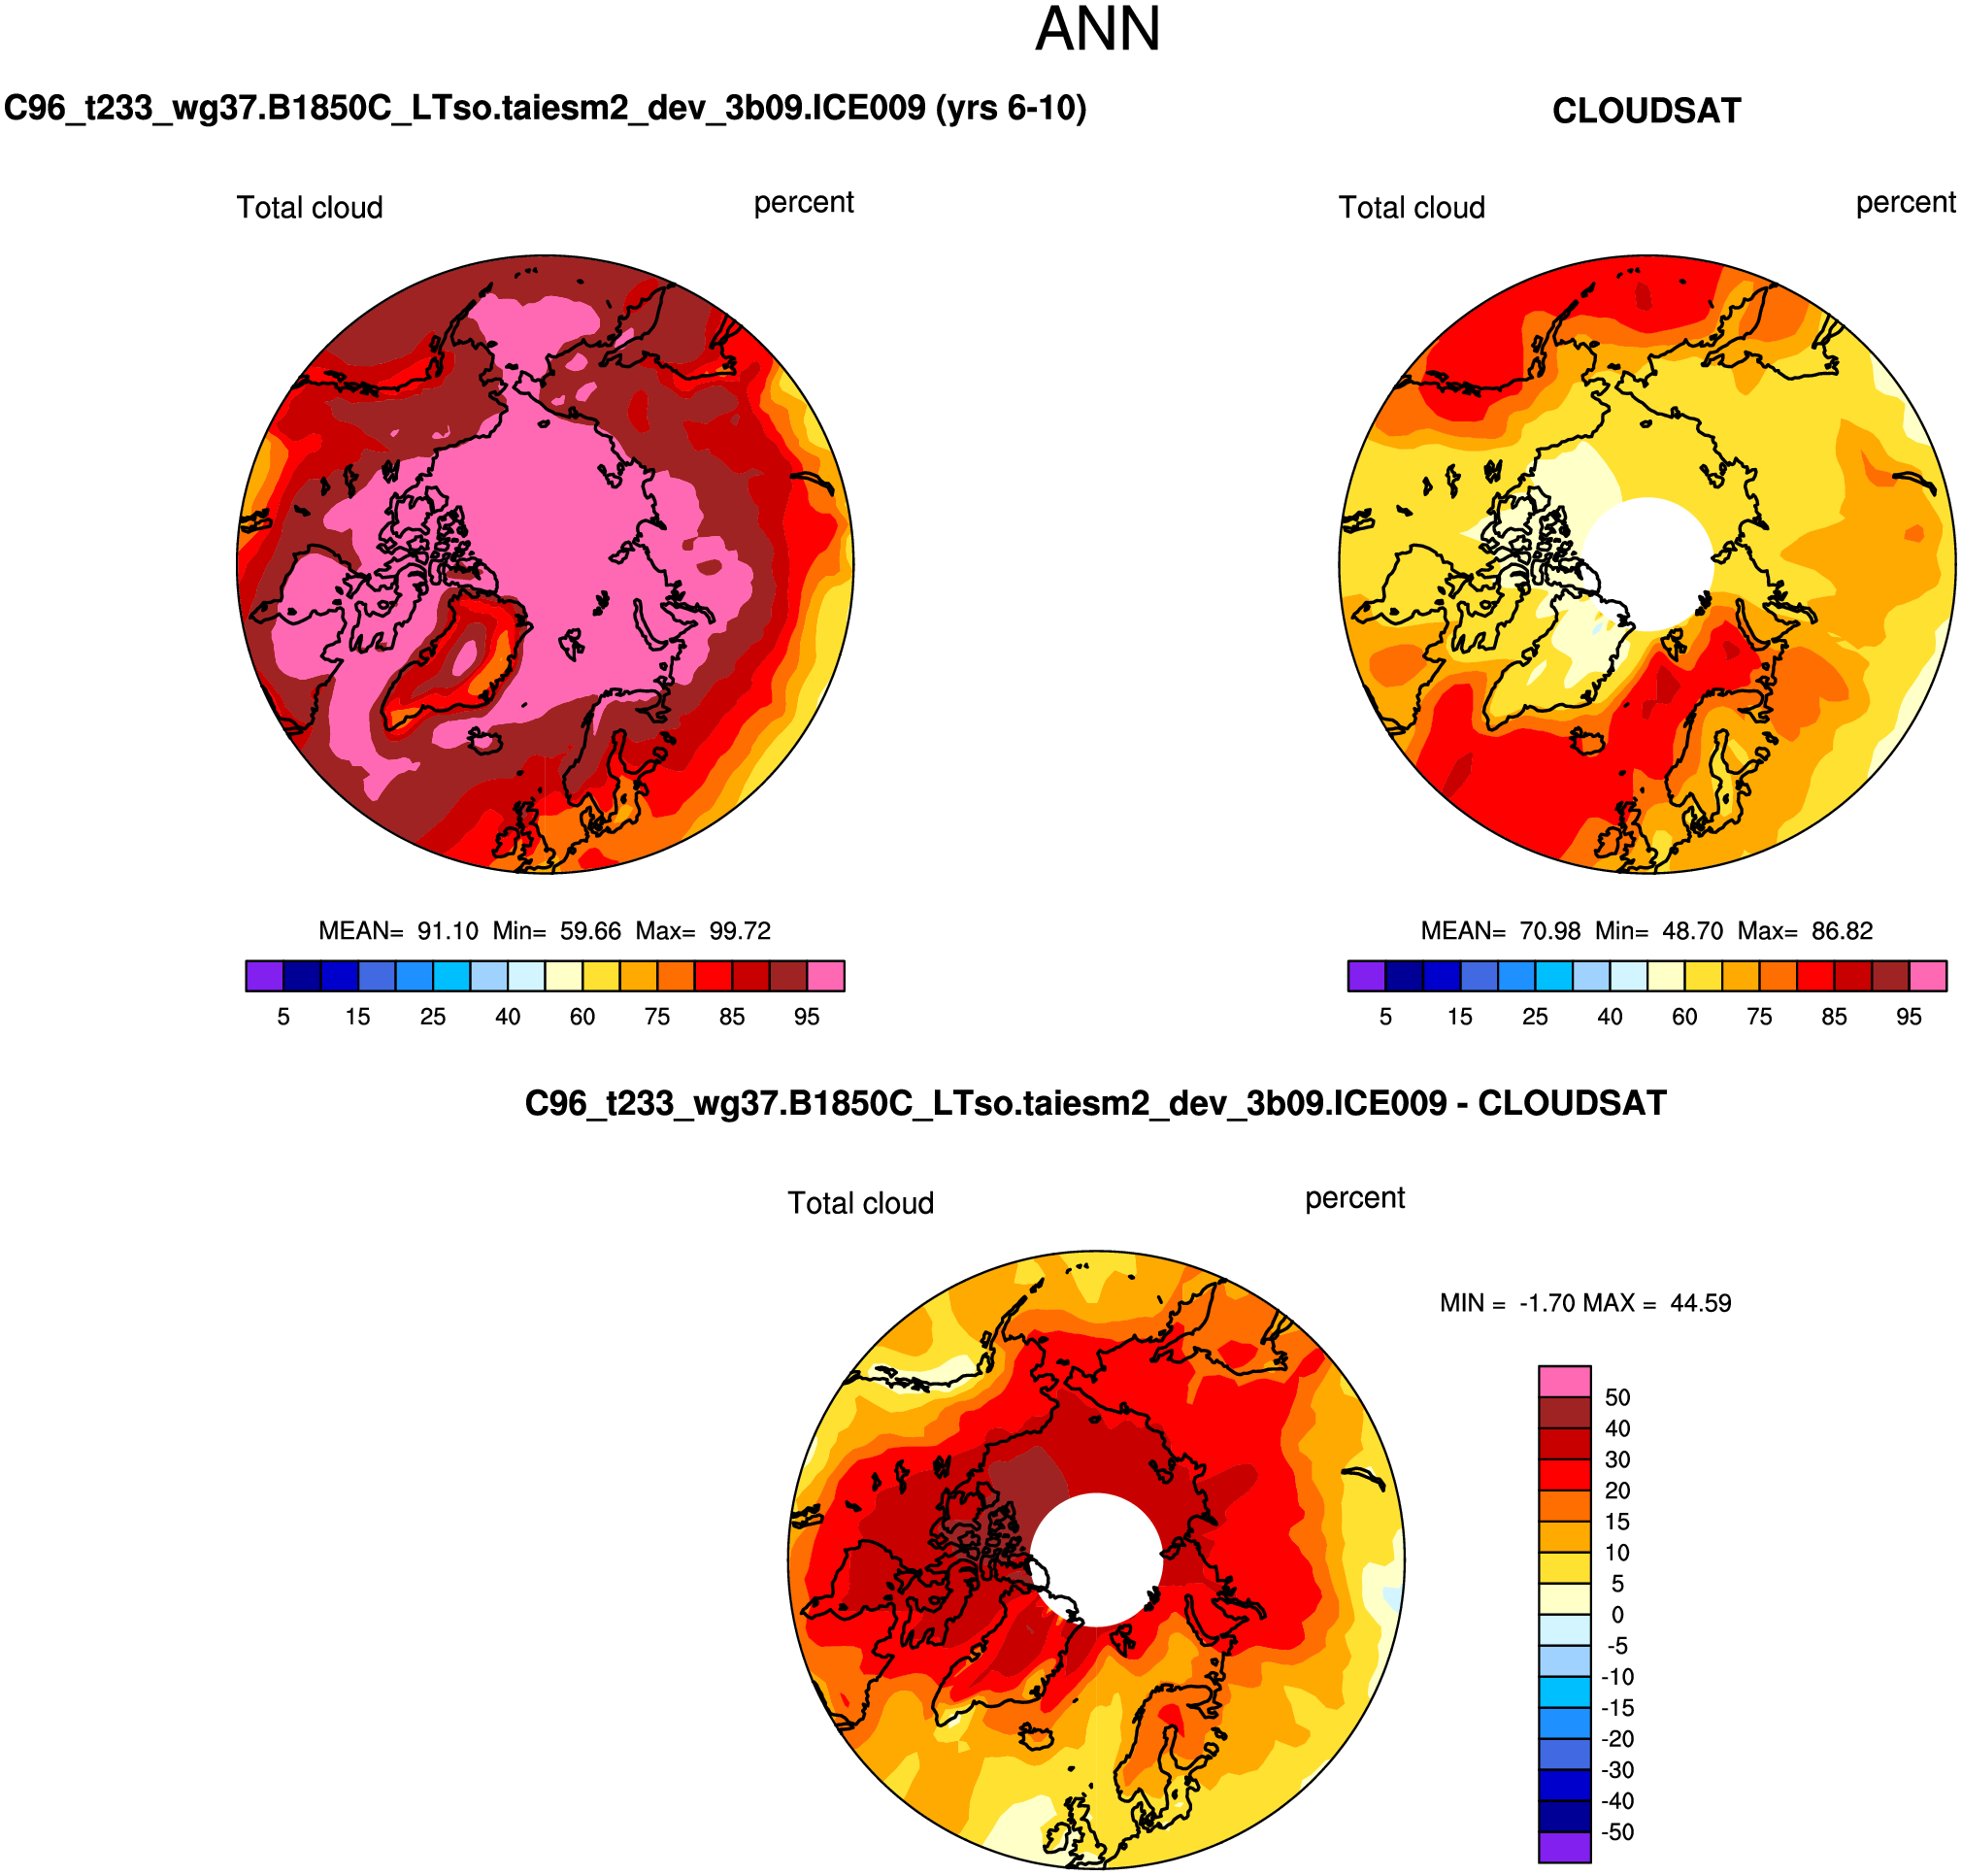 ANN
C96_t233_wg37.B1850C_LTso.taiesm2_dev_3b09.ICE009 (yrs 6-10)
CLOUDSAT
Total cloud percent
Total cloud percent
MEAN= 91.10 Min= 59.66 Max= 99.72
5 15 25 40 60 75 85 95
MEAN= 70.98 Min= 48.70 Max= 86.82
5 15 25 40 60 75 85 95
C96_t233_wg37.B1850C_LTso.taiesm2_dev_3b09.ICE009 - CLOUDSAT
Total cloud percent
MIN = -1.70 MAX = 44.59
50
40
30
20
15
10
5
0
-5
-10
-15
-20
-30
-40
-50